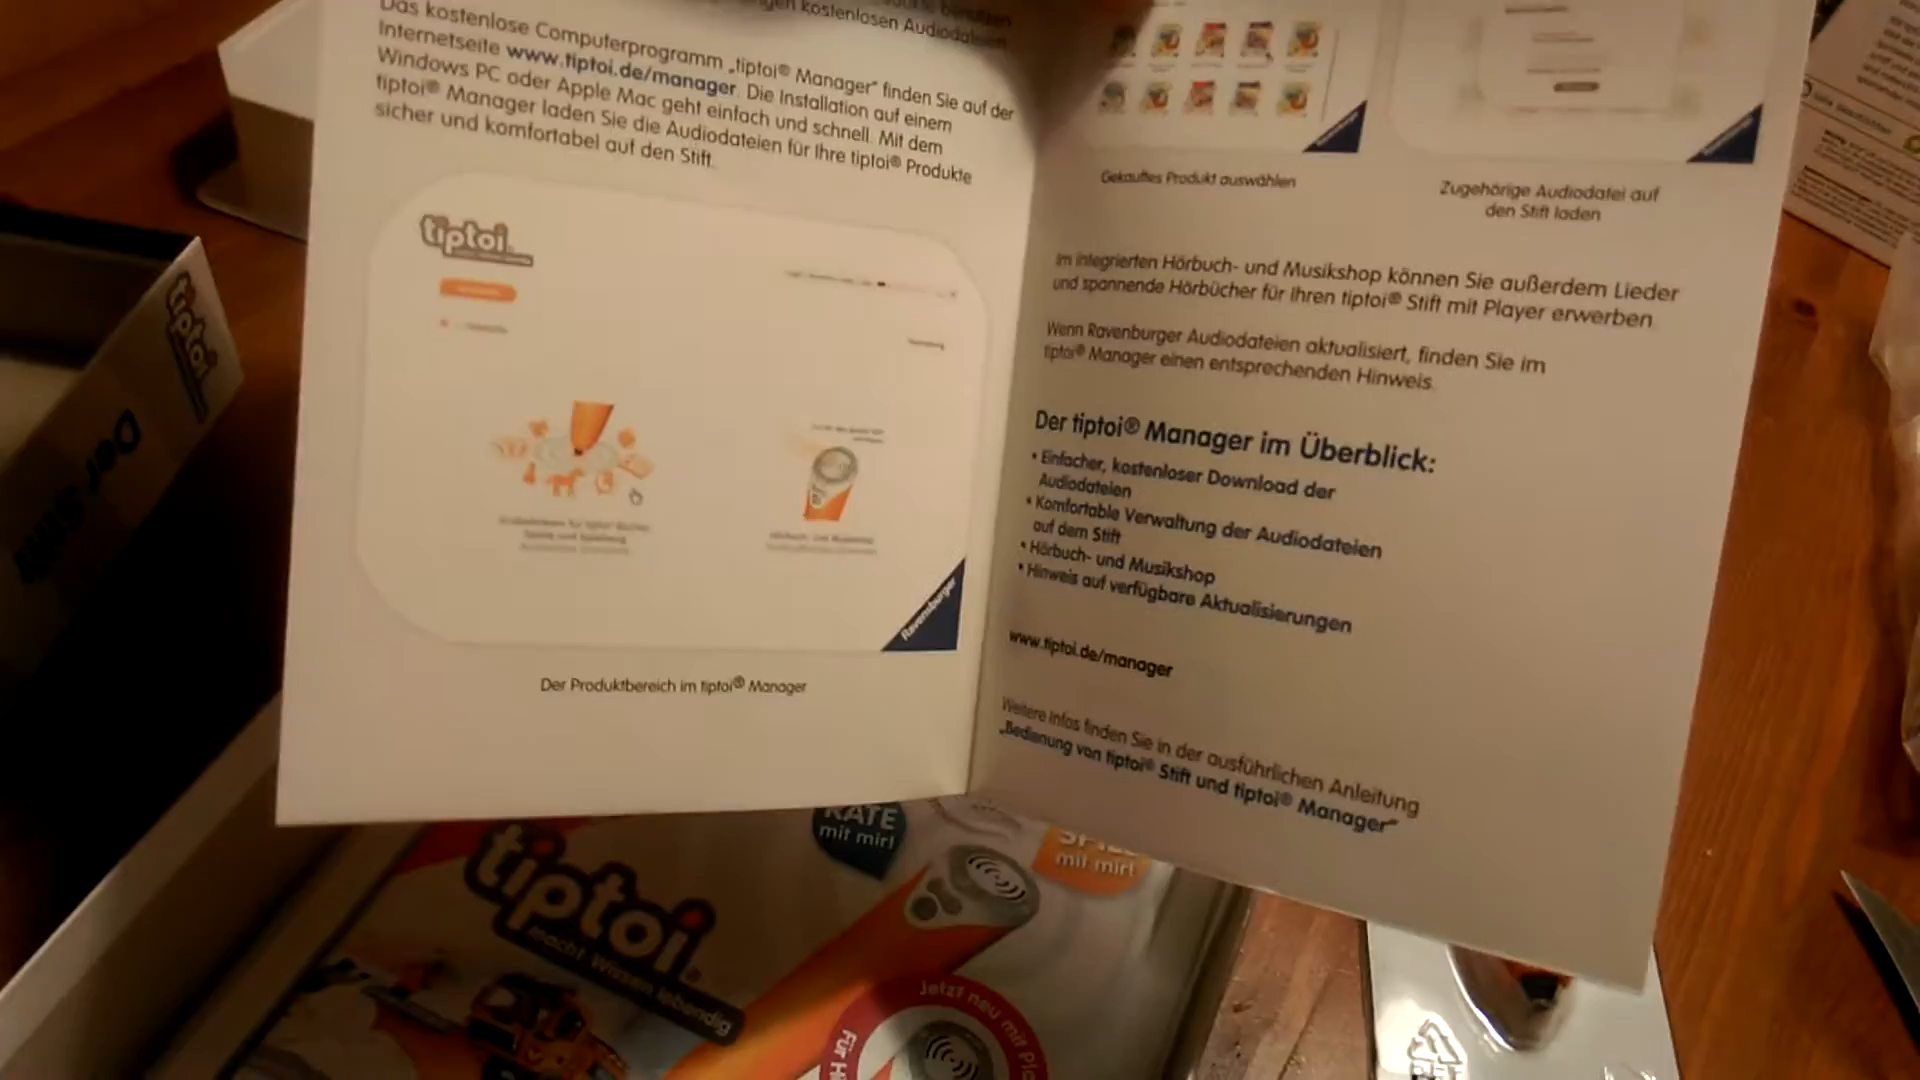 kostenlosen Audiodateien
Das kostenlose Computerprogramm „tiptoi® Manager" finden Sie auf der
Internetseite www.tiptoi.de/manager. Die Installation auf einem
Windows PC oder Apple Mac geht einfach und schnell. Mit dem
tiptoi® Manager laden Sie die Audiodateien für Ihre tiptoi® Produkte
sicher und komfortabel auf den Stift.
tiptoi
Ravensburger
Der Produktbereich im tiptoi® Manager
Gekauftes Produkt auswählen
Zugehörige Audiodatei auf
den Stift laden
Im integrierten Hörbuch- und Musikshop können Sie außerdem Lieder
und spannende Hörbücher für Ihren tiptoi® Stift mit Player erwerben.
Wenn Ravenburger Audiodateien aktualisiert, finden Sie im
tiptoi® Manager einen entsprechenden Hinweis.
Der tiptoi® Manager im Überblick:
• Einfacher, kostenloser Download der
Audiodateien
• Komfortable Verwaltung der Audiodateien
auf dem Stift
• Hörbuch- und Musikshop
• Hinweis auf verfügbare Aktualisierungen
www.tiptoi.de/manager
Weitere Infos finden Sie in der ausführlichen Anleitung
„Bedienung von tiptoi® Stift und tiptoi® Manager"
tiptoi
Der Stift
RATE
mit mir!
SPIEL
mit mir!
tiptoi®
macht Wissen lebendig
Jetzt neu mit